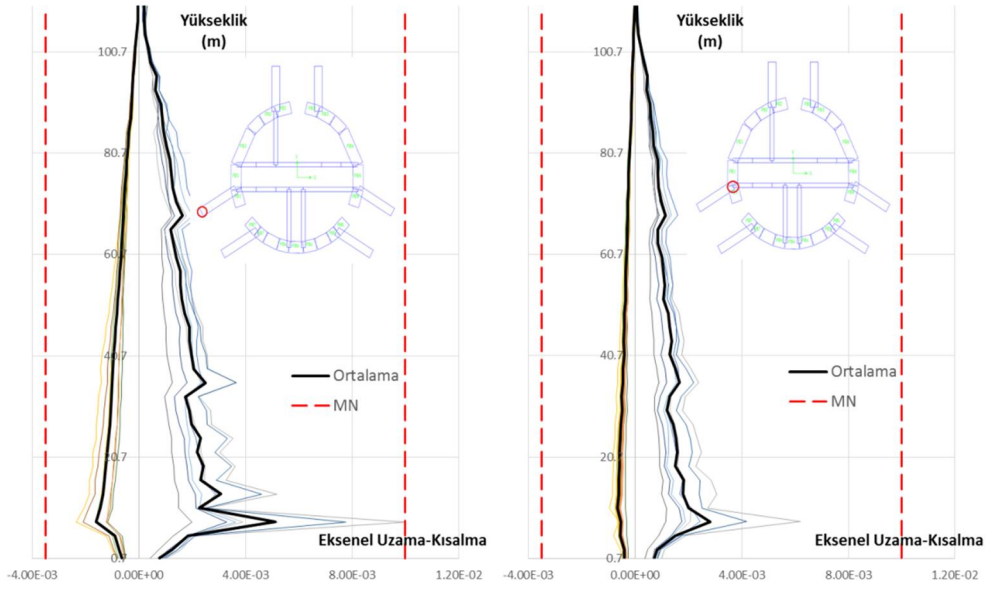 Yükseklik
(m)
100.7
80.7
60.7
40.7
20.7
0.7
Ortalama
MN
Eksenel Uzama-Kısalma
-4.00E-03 0.00E+00 4.00E-03 8.00E-03 1.20E-02
Yükseklik
(m)
100.7
80.7
60.7
40.7
20.7
0.7
Ortalama
MN
Eksenel Uzama-Kısalma
-4.00E-03 0.00E+00 4.00E-03 8.00E-03 1.20E-02